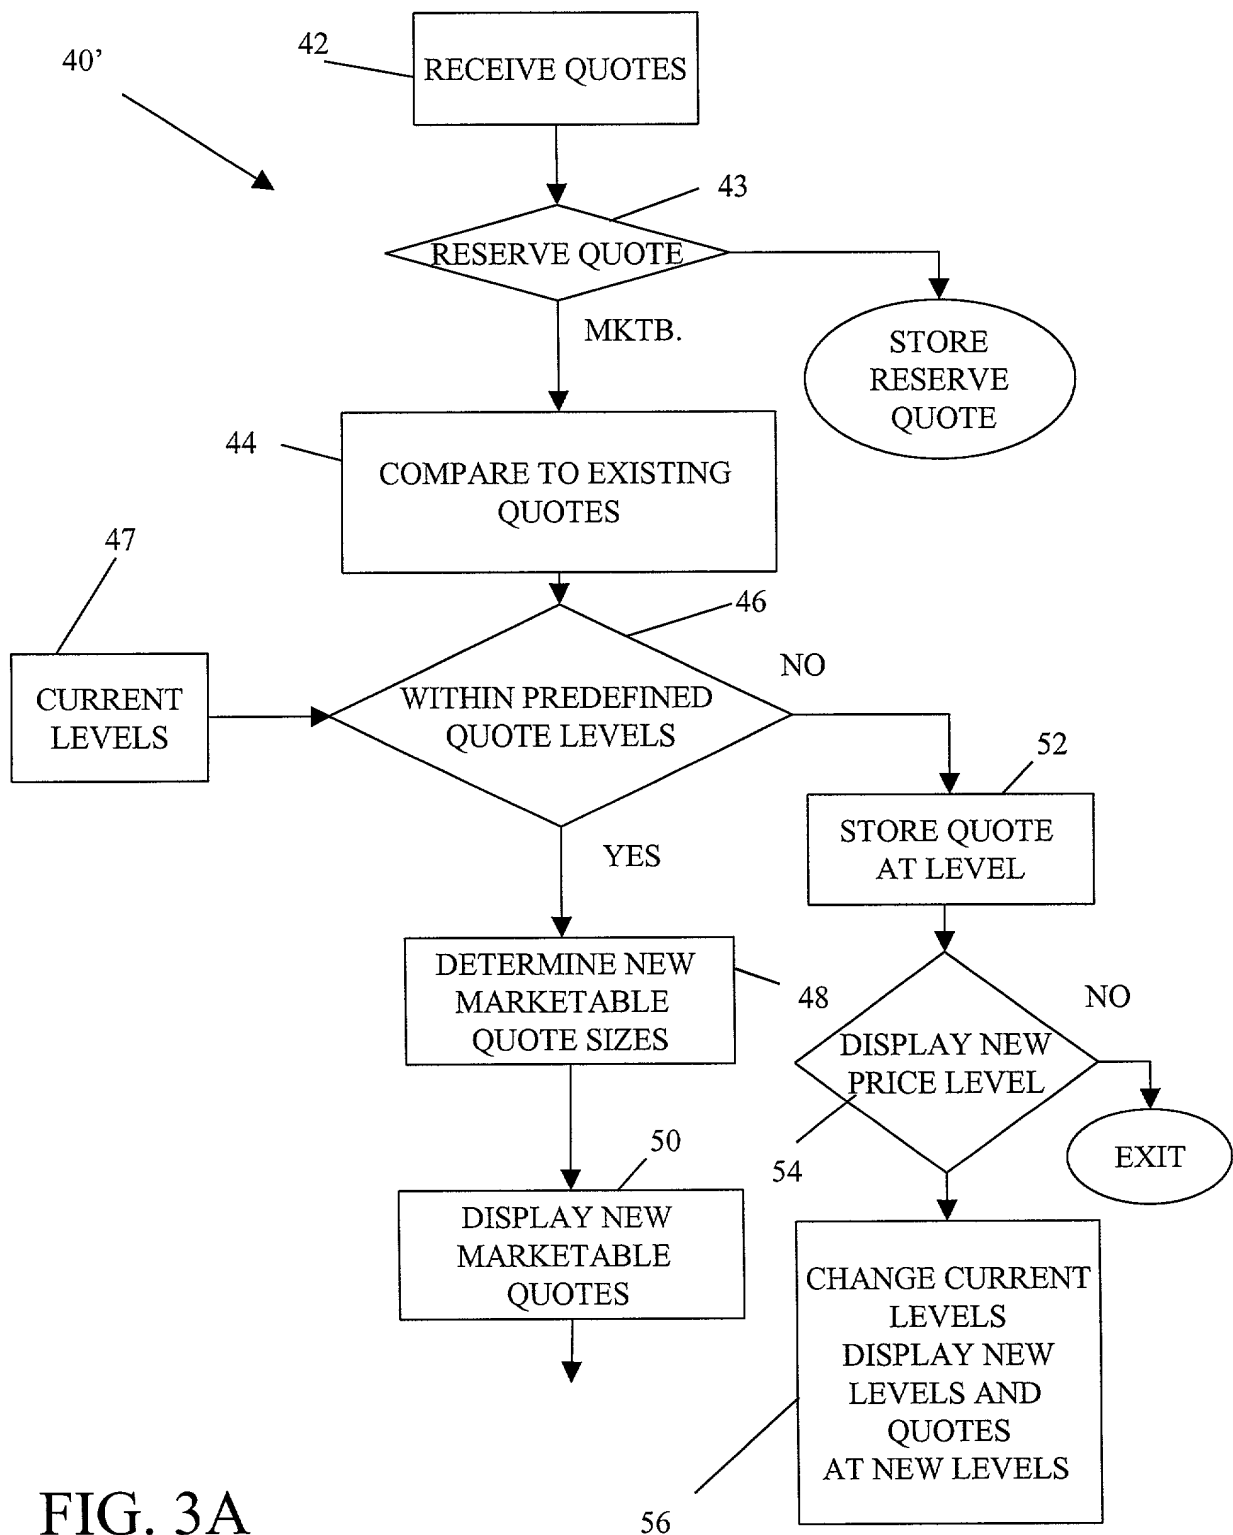 42
RECEIVE QUOTES
40’
43
RESERVE QUOTE
MKTB.
STORE
RESERVE
QUOTE
44
COMPARE TO EXISTING
QUOTES
47
46
NO
CURRENT
LEVELS
WITHIN PREDEFINED
QUOTE LEVELS
52
STORE QUOTE
AT LEVEL
YES
DETERMINE NEW
MARKETABLE
QUOTE SIZES
48
NO
DISPLAY NEW
PRICE LEVEL
54
EXIT
50
DISPLAY NEW
MARKETABLE
QUOTES
CHANGE CURRENT
LEVELS
DISPLAY NEW
LEVELS AND
QUOTES
AT NEW LEVELS
56
FIG. 3A